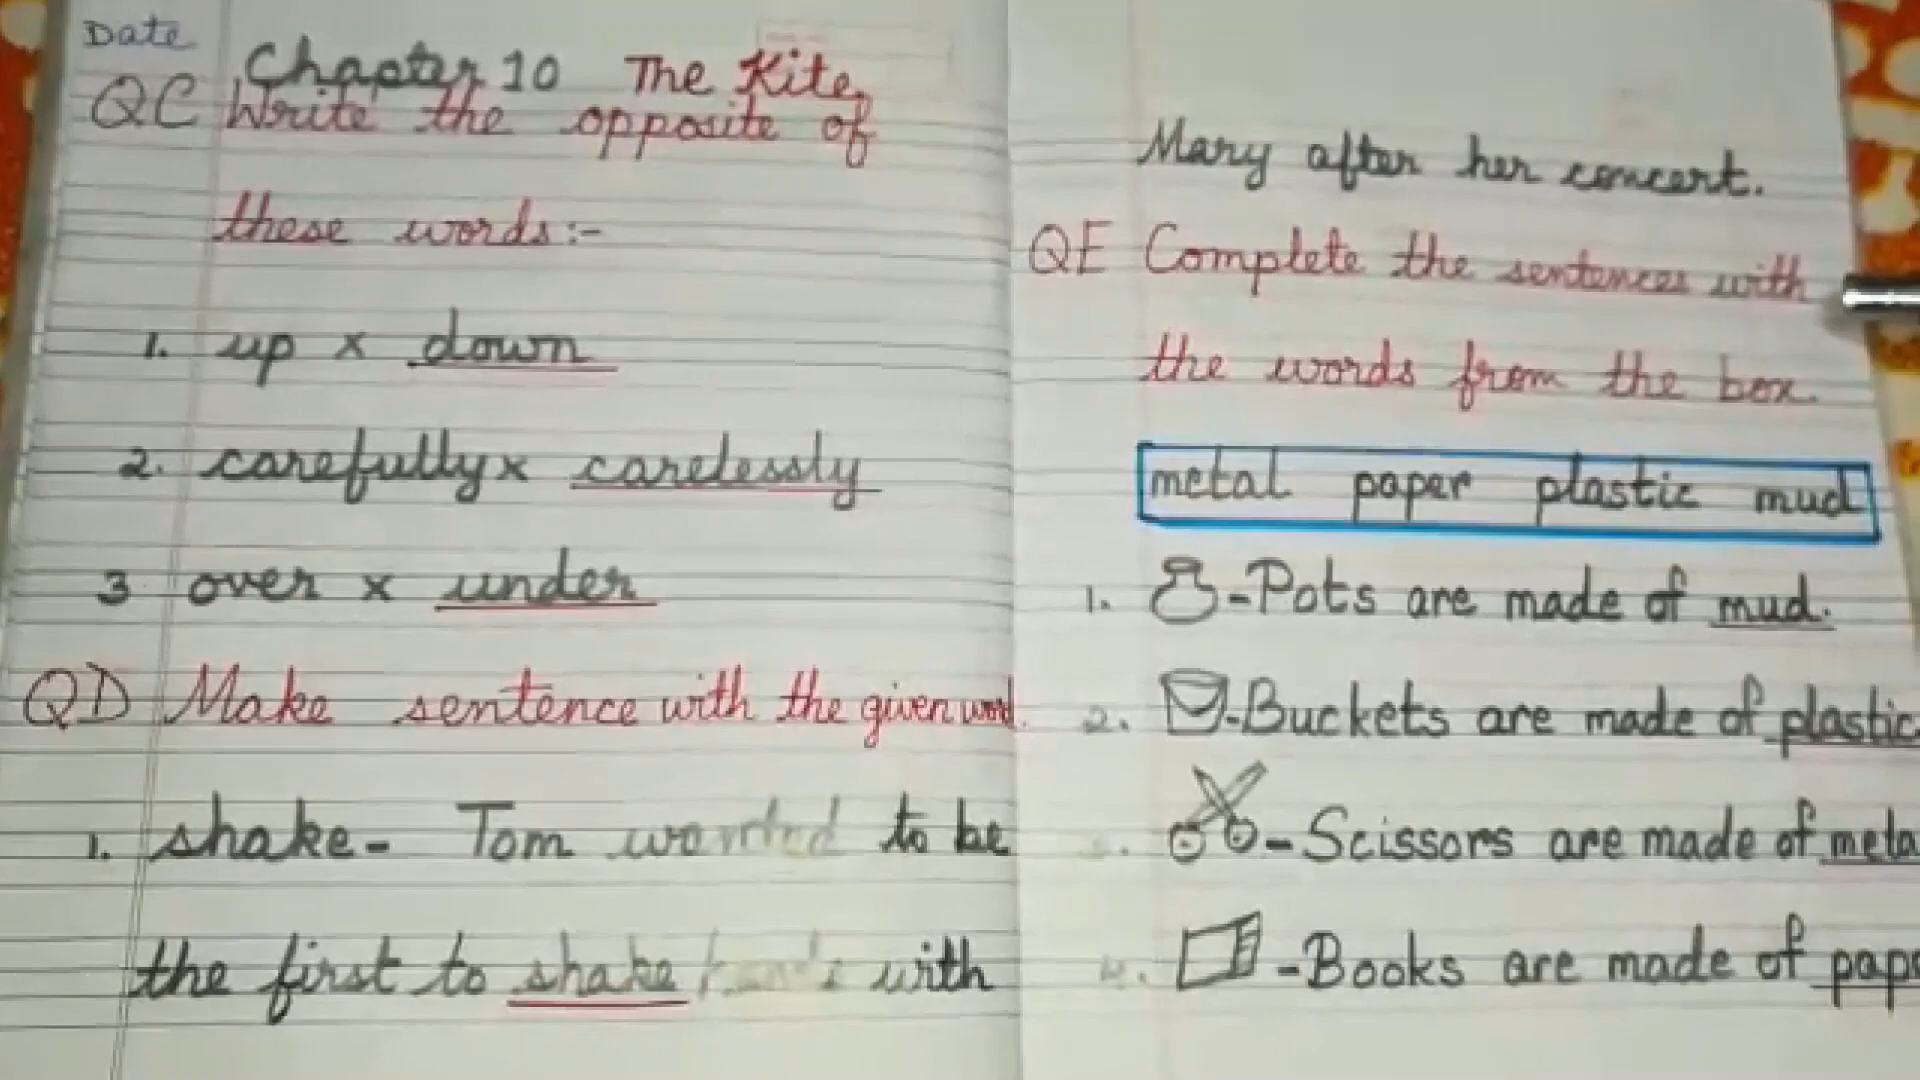 Date
Chapter 10 The Kite
QC Write the opposite of
these words:-
1. up x down
2. carefully x carelessly
3 over x under
QD Make sentence with the given word.
1. shake- Tom wanted to be
the first to shake with
Mary after her concert.
QE Complete the sentences with
the words from the box.
metal paper plastic mud
1. -Pots are made of mud.
2. -Buckets are made of plastic
3. -Scissors are made of meta
4. -Books are made of pape